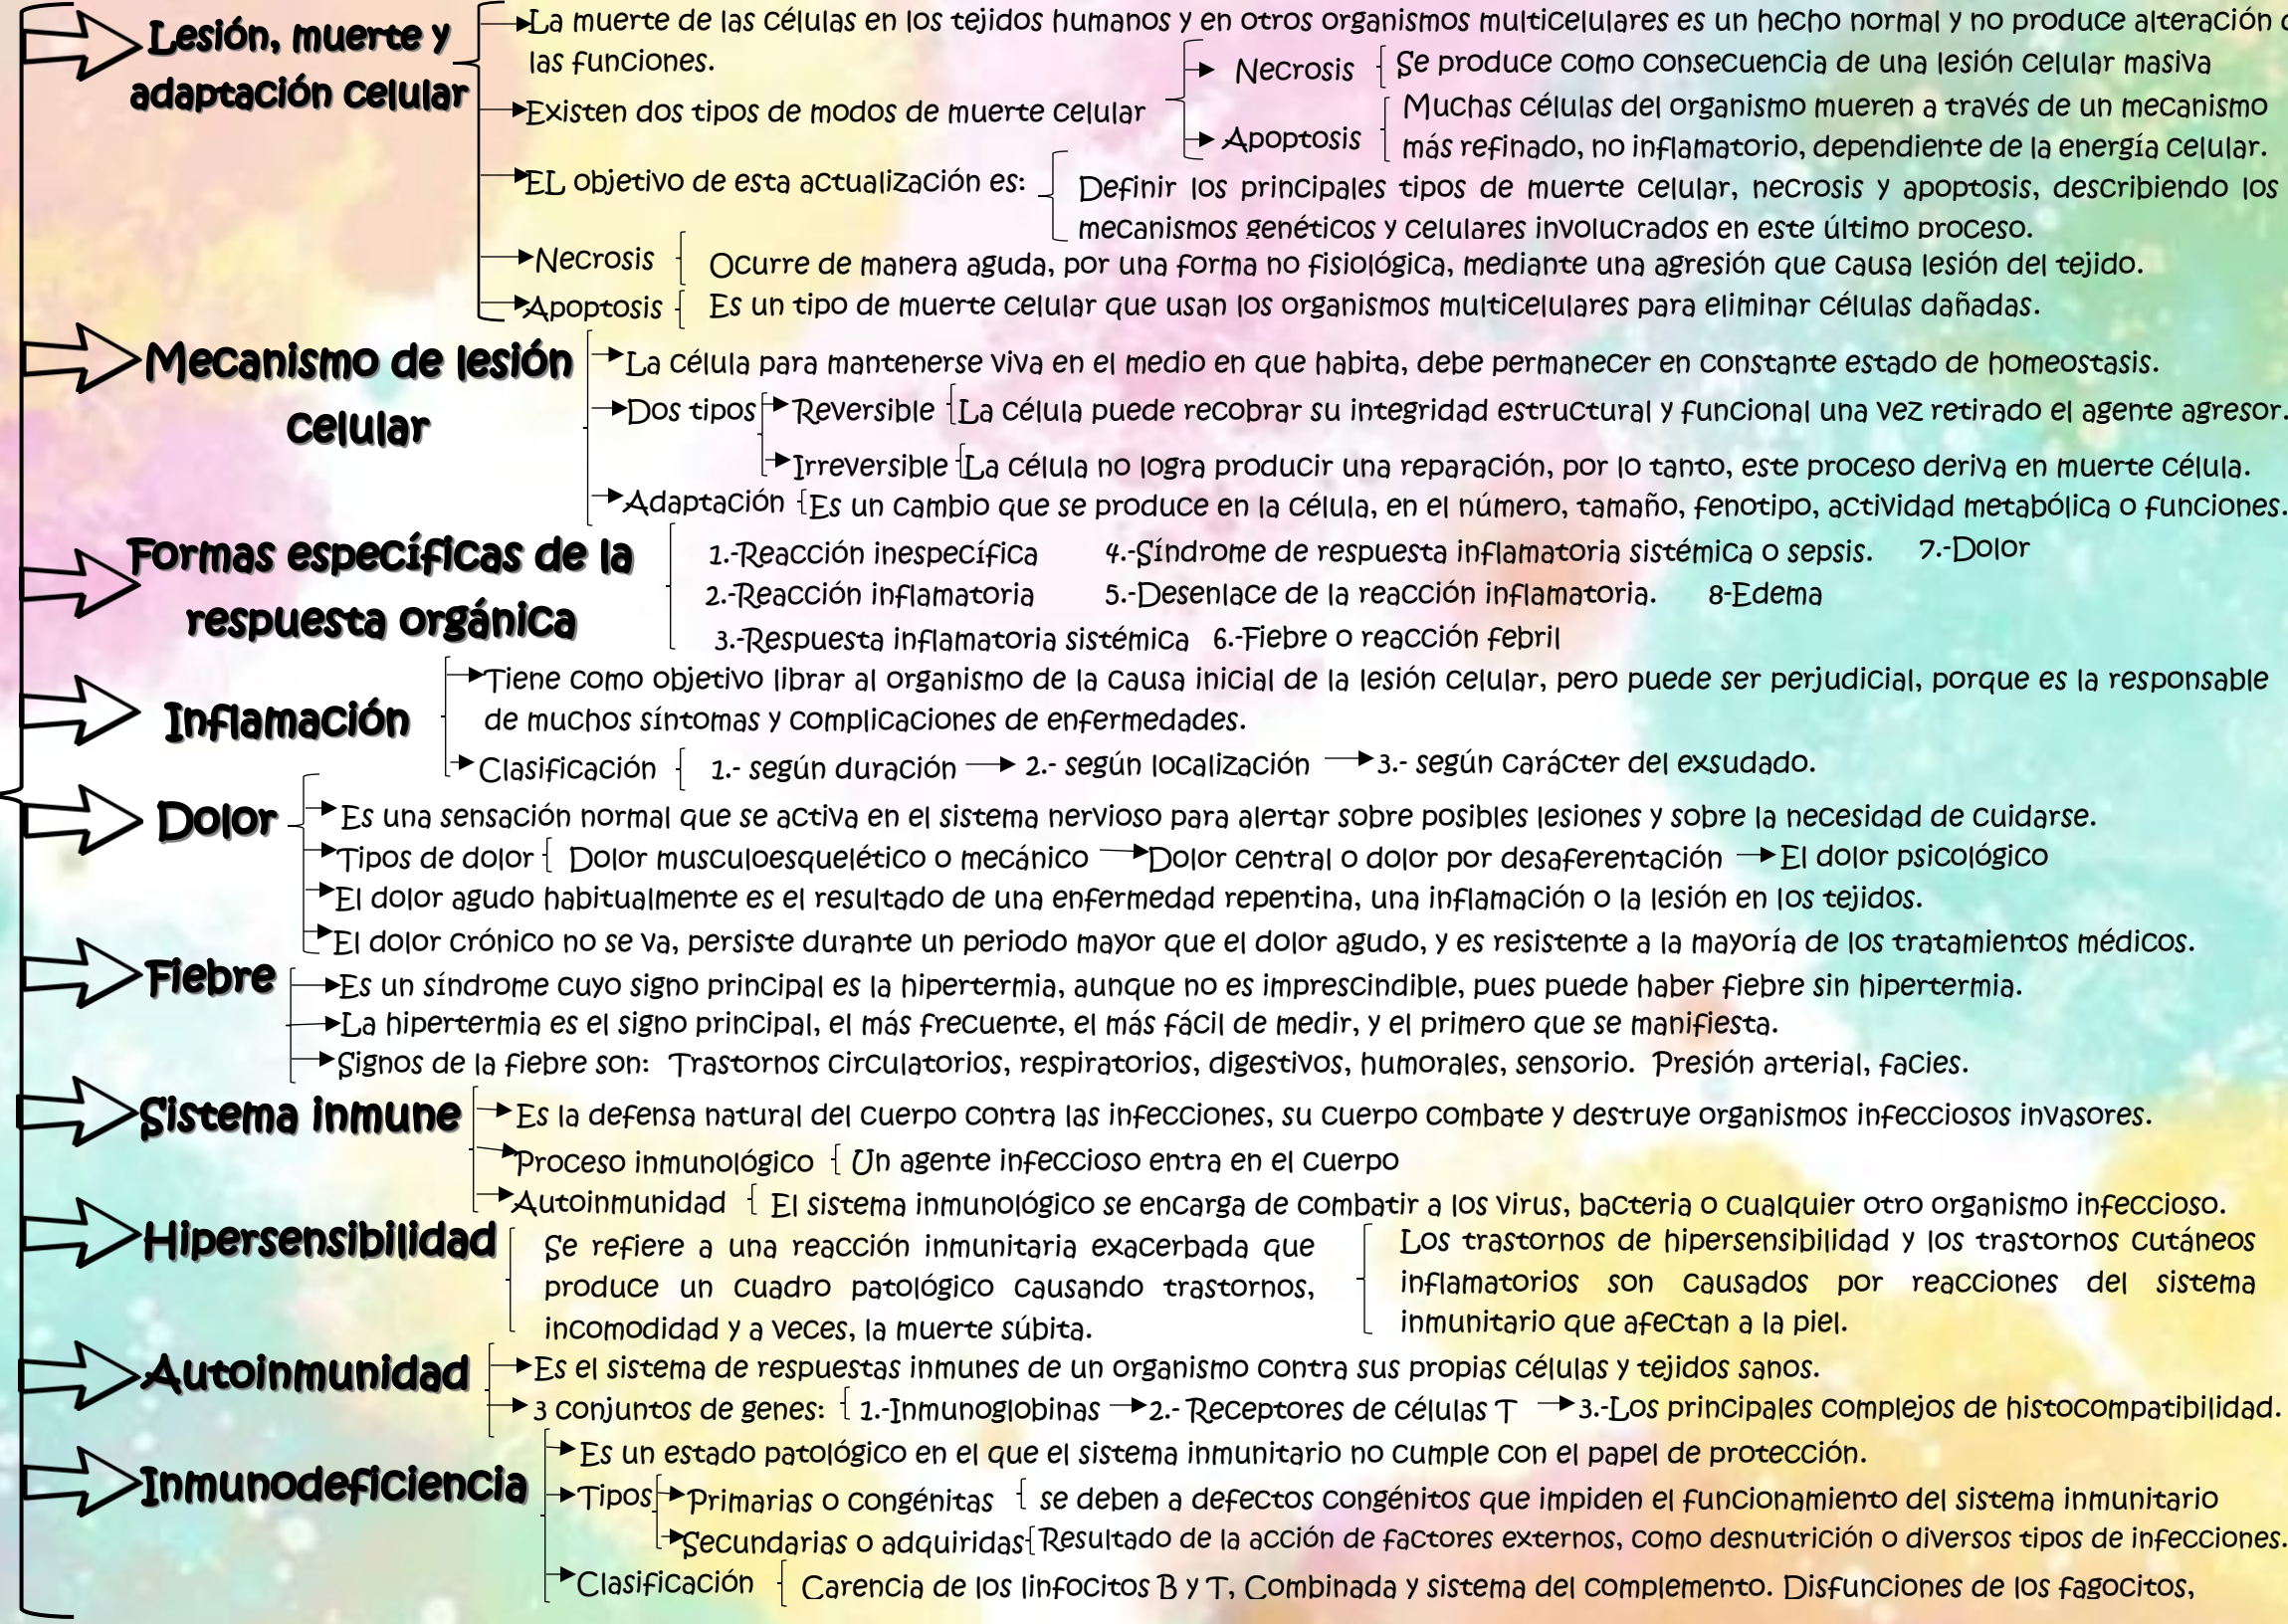 Lesión, muerte y
adaptación celular
La muerte de las células en los tejidos humanos y en otros organismos multicelulares es un hecho normal y no produce alteración
las funciones.
Existen dos tipos de modos de muerte celular
Necrosis
Se produce como consecuencia de una lesión celular masiva
Apoptosis
Muchas células del organismo mueren a través de un mecanismo
más refinado, no inflamatorio, dependiente de la energía celular.
EL objetivo de esta actualización es:
Definir los principales tipos de muerte celular, necrosis y apoptosis, describiendo los
mecanismos genéticos y celulares involucrados en este último proceso.
Necrosis
Ocurre de manera aguda, por una forma no fisiológica, mediante una agresión que causa lesión del tejido.
Apoptosis
Es un tipo de muerte celular que usan los organismos multicelulares para eliminar células dañadas.
Mecanismo de lesión
celular
La célula para mantenerse viva en el medio en que habita, debe permanecer en constante estado de homeostasis.
Dos tipos
Reversible
La célula puede recobrar su integridad estructural y funcional una vez retirado el agente agresor.
Irreversible
La célula no logra producir una reparación, por lo tanto, este proceso deriva en muerte célula.
Adaptación
Es un cambio que se produce en la célula, en el número, tamaño, fenotipo, actividad metabólica o funciones.
Formas específicas de la
respuesta orgánica
1.-Reacción inespecífica
2.-Reacción inflamatoria
3.-Respuesta inflamatoria sistémica
4.-Síndrome de respuesta inflamatoria sistémica o sepsis.
5.-Desenlace de la reacción inflamatoria.
6.-Fiebre o reacción febril
7.-Dolor
8-Edema
Inflamación
Tiene como objetivo librar al organismo de la causa inicial de la lesión celular, pero puede ser perjudicial, porque es la responsable
de muchos síntomas y complicaciones de enfermedades.
Clasificación
1.- según duración
2.- según localización
3.- según carácter del exsudado.
Dolor
Es una sensación normal que se activa en el sistema nervioso para alertar sobre posibles lesiones y sobre la necesidad de cuidarse.
Tipos de dolor
Dolor musculoesquelético o mecánico
Dolor central o dolor por desaferentación
El dolor psicológico
El dolor agudo habitualmente es el resultado de una enfermedad repentina, una inflamación o la lesión en los tejidos.
El dolor crónico no se va, persiste durante un periodo mayor que el dolor agudo, y es resistente a la mayoría de los tratamientos médicos.
Fiebre
Es un síndrome cuyo signo principal es la hipertermia, aunque no es imprescindible, pues puede haber fiebre sin hipertermia.
La hipertermia es el signo principal, el más frecuente, el más fácil de medir, y el primero que se manifiesta.
Signos de la fiebre son: Trastornos circulatorios, respiratorios, digestivos, humorales, sensorio. Presión arterial, facies.
Sistema inmune
Es la defensa natural del cuerpo contra las infecciones, su cuerpo combate y destruye organismos infecciosos invasores.
Proceso inmunológico
Un agente infeccioso entra en el cuerpo
Autoinmunidad
El sistema inmunológico se encarga de combatir a los virus, bacteria o cualquier otro organismo infeccioso.
Hipersensibilidad
Se refiere a una reacción inmunitaria exacerbada que
produce un cuadro patológico causando trastornos,
incomodidad y a veces, la muerte súbita.
Los trastornos de hipersensibilidad y los trastornos cutáneos
inflamatorios son causados por reacciones del sistema
inmunitario que afectan a la piel.
Autoinmunidad
Es el sistema de respuestas inmunes de un organismo contra sus propias células y tejidos sanos.
3 conjuntos de genes:
1.-Inmunoglobinas
2.- Receptores de células T
3.-Los principales complejos de histocompatibilidad.
Inmunodeficiencia
Es un estado patológico en el que el sistema inmunitario no cumple con el papel de protección.
Tipos
Primarias o congénitas
se deben a defectos congénitos que impiden el funcionamiento del sistema inmunitario
Secundarias o adquiridas
Resultado de la acción de factores externos, como desnutrición o diversos tipos de infecciones.
Clasificación
Carencia de los linfocitos B y T, Combinada y sistema del complemento. Disfunciones de los fagocitos,